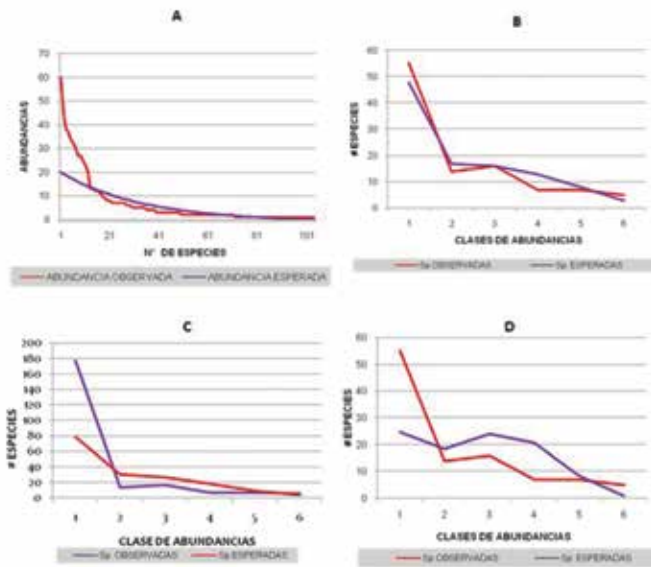 A
70
60
50
40
30
20
10
0
ABUNDANCIAS
1 21 41 61 81 101
N° DE ESPECIES
ABUNDANCIA OBSERVADA ABUNDANCIA ESPERADA
B
60
50
40
30
20
10
0
#ESPECIES
1 2 3 4 5 6
CLASES DE ABUNDANCIAS
Sp OBSERVADAS Sp ESPERADAS
C
200
180
160
140
120
100
80
60
40
20
0
# ESPECIES
1 2 3 4 5 6
CLASE DE ABUNDANCIAS
Sp. OBSERVADAS Sp ESPERADAS
D
60
50
40
30
20
10
0
#ESPECIES
1 2 3 4 5 6
CLASES DE ABUNDANCIAS
Sp OBSERVADAS Sp ESPERADAS